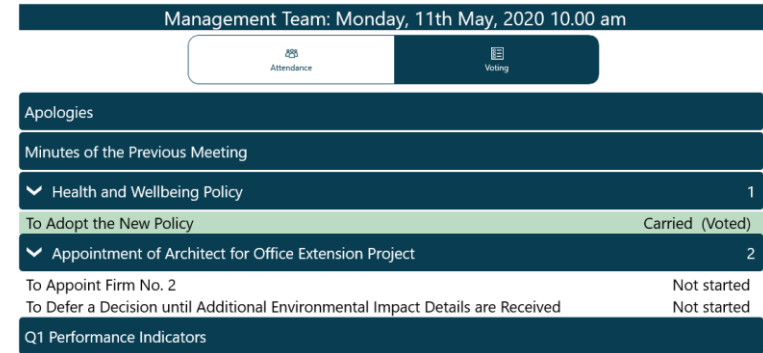 Management Team: Monday, 11th May, 2020 10.00 am
Attendance Voting
Apologies
Minutes of the Previous Meeting
Health and Wellbeing Policy 1
To Adopt the New Policy Carried (Voted)
Appointment of Architect for Office Extension Project 2
To Appoint Firm No. 2 Not started
To Defer a Decision until Additional Environmental Impact Details are Received Not started
Q1 Performance Indicators